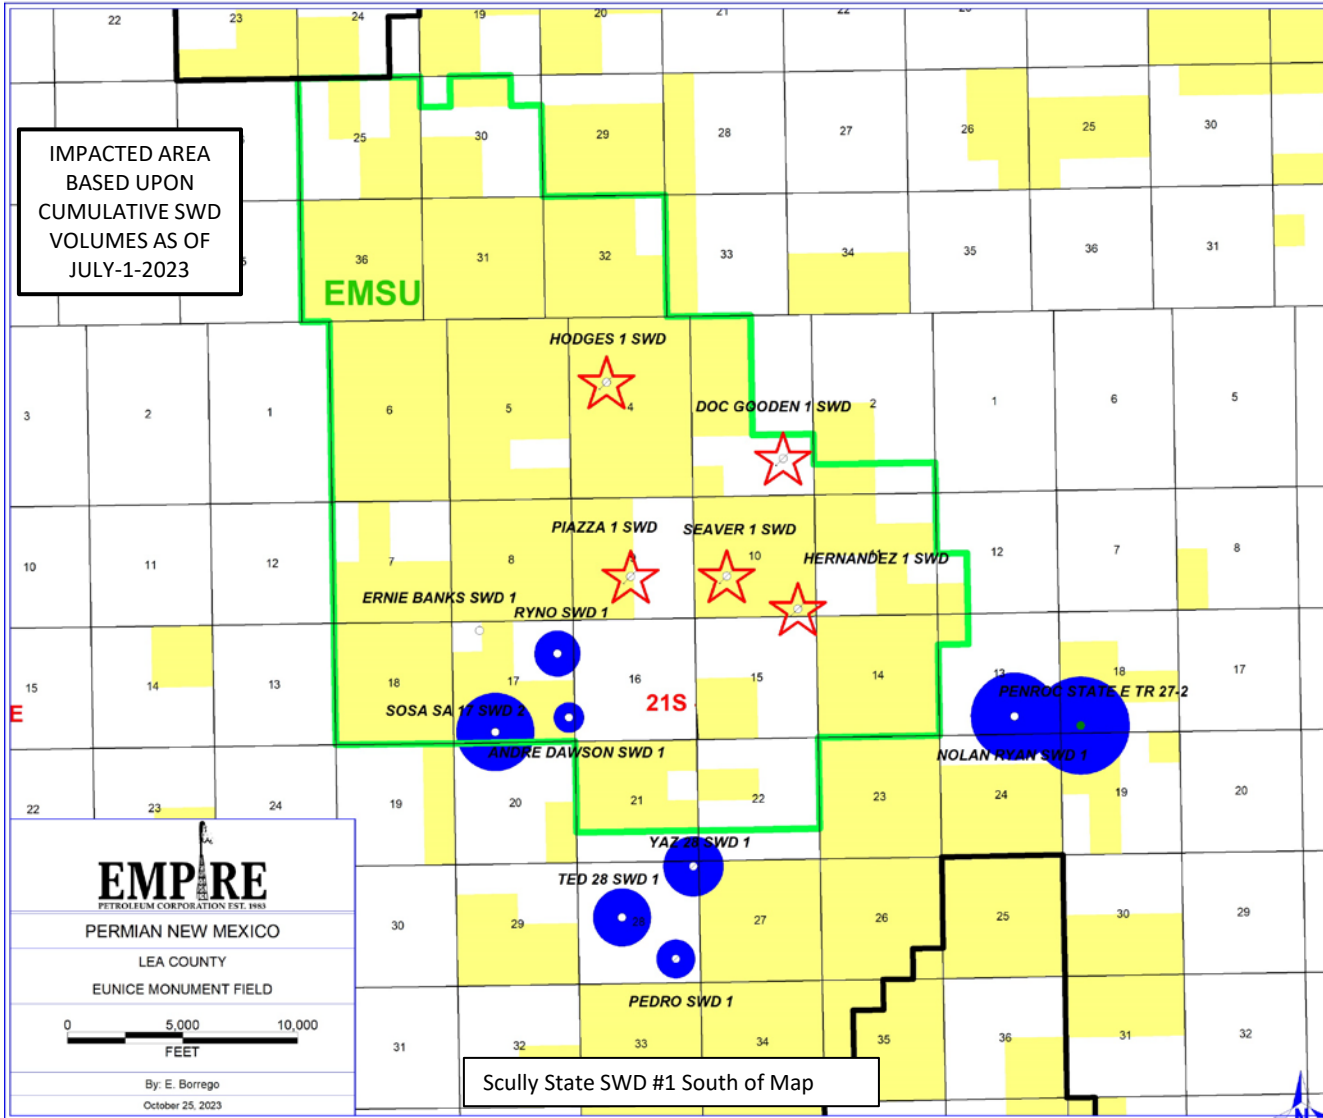 22
23
24
19
20
21
22
23
IMPACTED AREA
BASED UPON
CUMULATIVE SWD
VOLUMES AS OF
JULY-1-2023
25
30
29
28
27
26
25
30
36
31
32
33
34
35
36
31
EMSU
HODGES 1 SWD
3
2
1
6
5
4
DOC GOODEN 1 SWD
2
1
6
5
PIAZZA 1 SWD
SEAVER 1 SWD
10
11
12
7
8
9
10
HERNANDEZ 1 SWD
11
12
7
8
ERNIE BANKS SWD 1
RYNO SWD 1
15
14
13
18
17
16
15
14
13
18
17
E
SOSA SA 17 SWD 2
21S
PENROC STATE E TR 27-2
ANDRE DAWSON SWD 1
NOLAN RYAN SWD 1
22
23
24
19
20
21
22
23
24
19
20
YAZ 28 SWD 1
TED 28 SWD 1
30
29
28
27
26
25
30
29
PEDRO SWD 1
31
32
33
34
35
36
31
32
EMPIRE
PETROLEUM CORPORATION EST. 1983
PERMIAN NEW MEXICO
LEA COUNTY
EUNICE MONUMENT FIELD
0 5,000 10,000
FEET
By: E. Borrego
October 25, 2023
Scully State SWD #1 South of Map
N